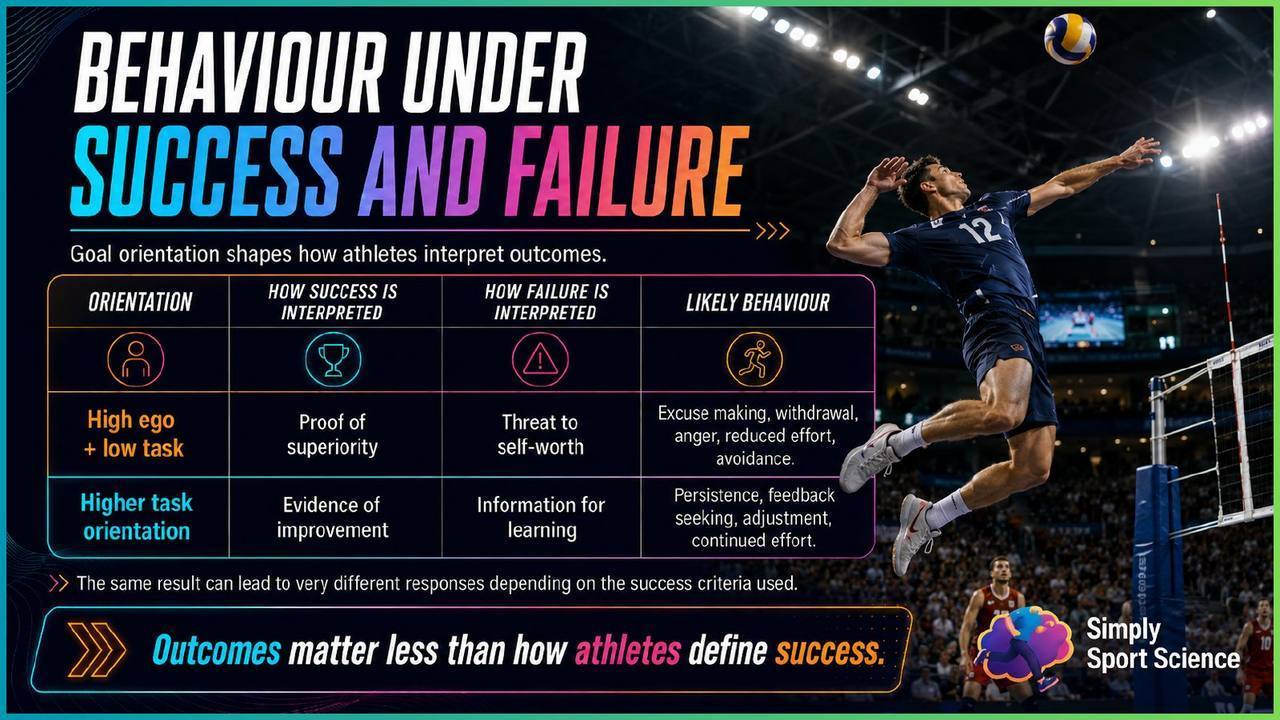 BEHAVIOUR UNDER
SUCCESS AND FAILURE
Goal orientation shapes how athletes interpret outcomes.
ORIENTATION
HOW SUCCESS IS
INTERPRETED
HOW FAILURE IS
INTERPRETED
LIKELY BEHAVIOUR
High ego
+ low task
Proof of
superiority
Threat to
self-worth
Excuse making, withdrawal,
anger, reduced effort,
avoidance.
Higher task
orientation
Evidence of
improvement
Information for
learning
Persistence, feedback
seeking, adjustment,
continued effort.
The same result can lead to very different responses depending on the success criteria used.
Outcomes matter less than how athletes define success.
12
10
Simply
Sport Science